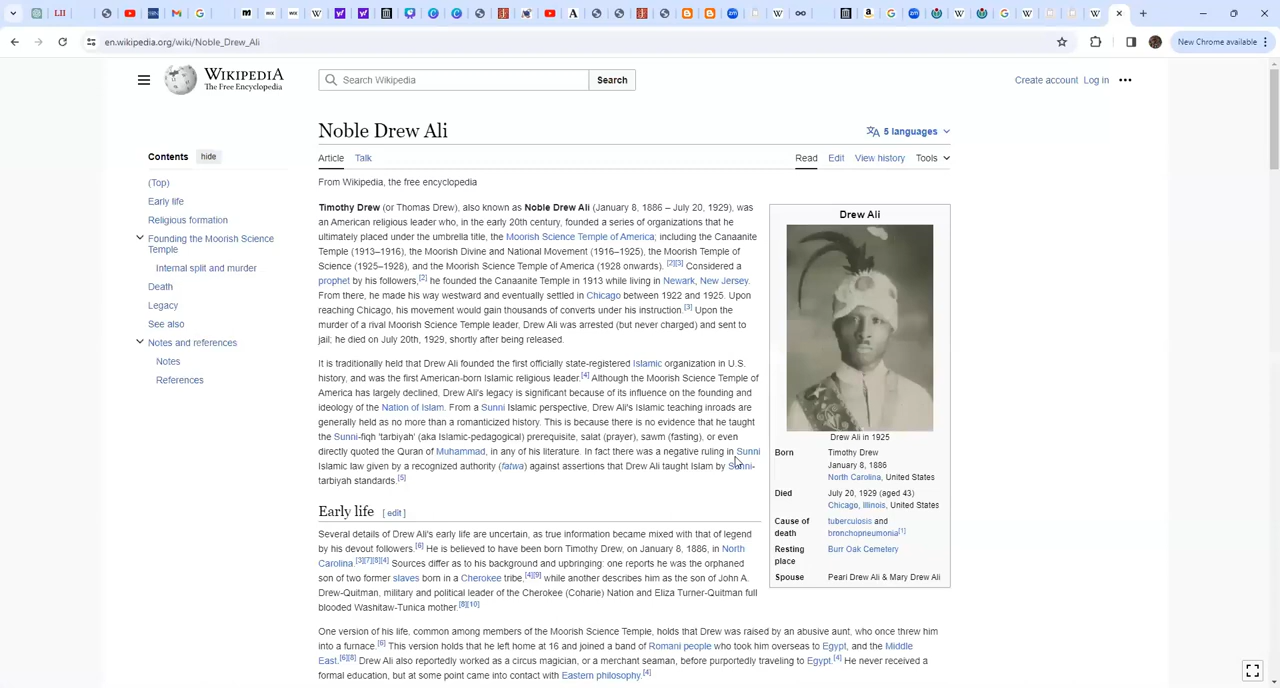 en.wikipedia.org/wiki/Noble_Drew_Ali
New Chrome available
WIKIPEDIA
The Free Encyclopedia
Search Wikipedia
Search
Create account Log in
Noble Drew Ali
5 languages
Contents hide
Article Talk
Read Edit View history Tools
(Top)
Early life
Religious formation
Founding the Moorish Science
Temple
Internal split and murder
Death
Legacy
See also
Notes and references
Notes
References
From Wikipedia, the free encyclopedia
Timothy Drew (or Thomas Drew), also known as Noble Drew Ali (January 8, 1886 – July 20, 1929), was
an American religious leader who, in the early 20th century, founded a series of organizations that he
ultimately placed under the umbrella title, the Moorish Science Temple of America; including the Canaanite
Temple (1913–1916), the Moorish Divine and National Movement (1916–1925), the Moorish Temple of
Science (1925–1928), and the Moorish Science Temple of America (1928 onwards). [2][3] Considered a
prophet by his followers,[2] he founded the Canaanite Temple in 1913 while living in Newark, New Jersey.
From there, he made his way westward and eventually settled in Chicago between 1922 and 1925. Upon
reaching Chicago, his movement would gain thousands of converts under his instruction.[3] Upon the
murder of a rival Moorish Science Temple leader, Drew Ali was arrested (but never charged) and sent to
jail; he died on July 20th, 1929, shortly after being released.
It is traditionally held that Drew Ali founded the first officially state-registered Islamic organization in U.S.
history, and was the first American-born Islamic religious leader.[4] Although the Moorish Science Temple of
America has largely declined, Drew Ali's legacy is significant because of its influence on the founding and
ideology of the Nation of Islam. From a Sunni Islamic perspective, Drew Ali's Islamic teaching inroads are
generally held as no more than a romanticized history. This is because there is no evidence that he taught
the Sunni-fiqh 'tarbiyah' (aka Islamic-pedagogical) prerequisite, salat (prayer), sawm (fasting), or even
directly quoted the Quran of Muhammad, in any of his literature. In fact there was a negative ruling in Sunni
Islamic law given by a recognized authority (fatwa) against assertions that Drew Ali taught Islam by Sunni-
tarbiyah standards.[5]
Drew Ali
Drew Ali in 1925
Born Timothy Drew
January 8, 1886
North Carolina, United States
Died July 20, 1929 (aged 43)
Chicago, Illinois, United States
Cause of death tuberculosis and
bronchopneumonia[1]
Resting place Burr Oak Cemetery
Spouse Pearl Drew Ali & Mary Drew Ali
Early life [ edit ]
Several details of Drew Ali's early life are uncertain, as true information became mixed with that of legend
by his devout followers.[6] He is believed to have been born Timothy Drew, on January 8, 1886, in North
Carolina.[3][7][8][4] Sources differ as to his background and upbringing: one reports he was the orphaned
son of two former slaves born in a Cherokee tribe.[4][9] while another describes him as the son of John A.
Drew-Quitman, military and political leader of the Cherokee (Coharie) Nation and Eliza Turner-Quitman full
blooded Washitaw-Tunica mother.[8][10]
One version of his life, common among members of the Moorish Science Temple, holds that Drew was raised by an abusive aunt, who once threw him
into a furnace.[6] This version holds that he left home at 16 and joined a band of Romani people who took him overseas to Egypt, and the Middle
East.[6][8] Drew Ali also reportedly worked as a circus magician, or a merchant seaman, before purportedly traveling to Egypt.[4] He never received a
formal education, but at some point came into contact with Eastern philosophy.[4]